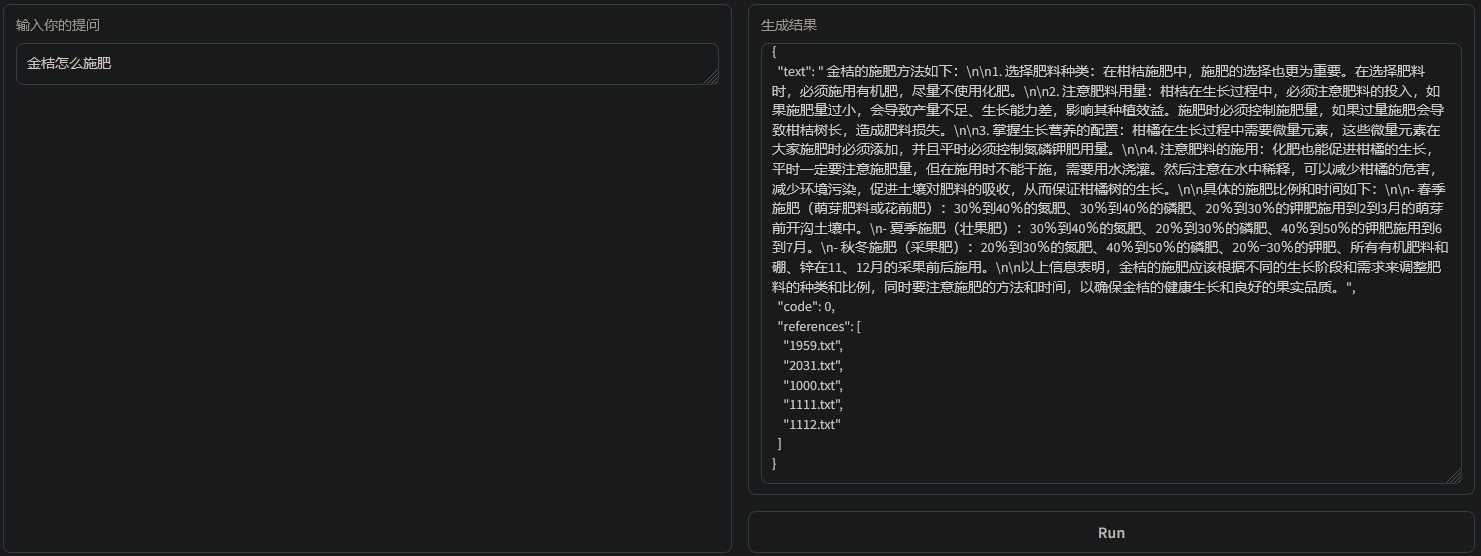 输入你的提问
金桔怎么施肥
生成结果
{
"text": " 金桔的施肥方法如下：\n\n1. 选择肥料种类：在柑桔施肥中，施肥的选择也更为重要。在选择肥料
时，必须施用有机肥，尽量不使用化肥。\n\n2. 注意肥料用量：柑桔在生长过程中，必须注意肥料的投入，如
果施肥量过小，会导致产量不足、生长能力差，影响其种植效益。施肥时必须控制施肥量，如果过量施肥会导
致柑桔树长，造成肥料损失。\n\n3. 掌握生长营养的配置：柑橘在生长过程中需要微量元素，这些微量元素在
大家施肥时必须添加，并且平时必须控制氮磷钾肥用量。\n\n4. 注意肥料的施用：化肥也能促进柑橘的生长，
平时一定要注意施肥量，但在施用时不能干施，需要用水浇灌。然后注意在水中稀释，可以减少柑橘的危害，
减少环境污染，促进土壤对肥料的吸收，从而保证柑橘树的生长。\n\n具体的施肥比例和时间如下：\n\n- 春季
施肥（萌芽肥料或花前肥）：30%到40%的氮肥、30%到40%的磷肥、20%到30%的钾肥施用到2到3月的萌芽
前开沟土壤中。\n- 夏季施肥（壮果肥）：30%到40%的氮肥、20%到30%的磷肥、40%到50%的钾肥施用到6
到7月。\n- 秋冬施肥（采果肥）：20%到30%的氮肥、40%到50%的磷肥、20%–30%的钾肥、所有有机肥料和
硼、锌在11、12月的采果前后施用。\n\n以上信息表明，金桔的施肥应该根据不同的生长阶段和需求来调整肥
料的种类和比例，同时要注意施肥的方法和时间，以确保金桔的健康生长和良好的果实品质。",
"code": 0,
"references": [
"1959.txt",
"2031.txt",
"1000.txt",
"1111.txt",
"1112.txt"
]
}
Run